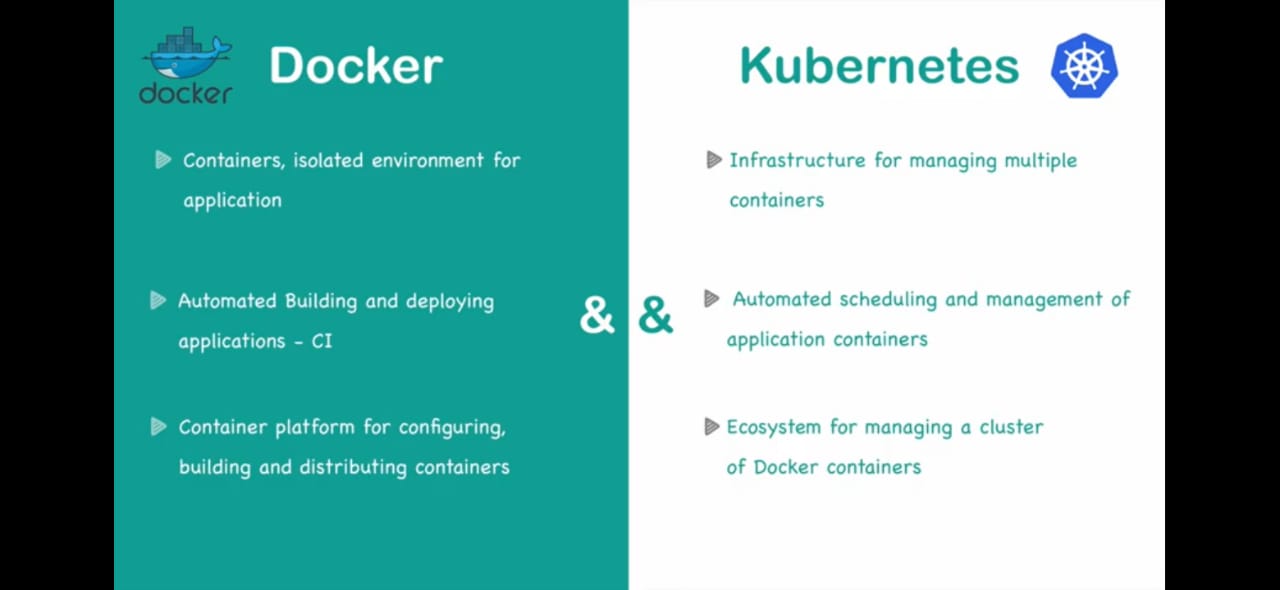 docker
Docker
Containers, isolated environment for
application
Automated Building and deploying
applications - CI
Container platform for configuring,
building and distributing containers
& &
Kubernetes
Infrastructure for managing multiple
containers
Automated scheduling and management of
application containers
Ecosystem for managing a cluster
of Docker containers